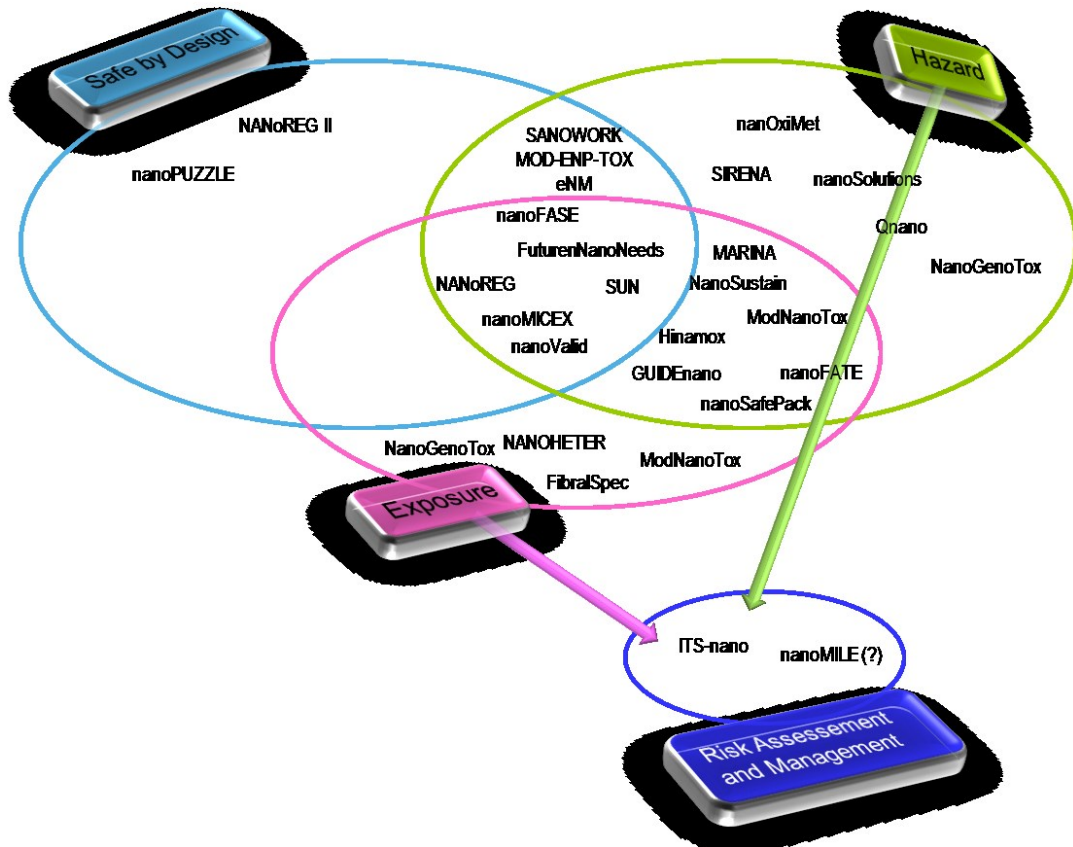 Safe by Design
Hazard
NANoREG II
nanoPUZZLE
SANOWORK
MOD-ENP-TOX
eNM
nanOxiMet
SIRENA
nanoSolutions
Qnano
NanoGenoTox
nanoFASE
FuturenNanoNeeds
NANoREG
SUN
nanoMICEX
nanoValid
MARINA
NanoSustain
ModNanoTox
Hinamox
GUIDEnano
nanoFATE
nanoSafePack
NanoGenoTox
NANOHETER
ModNanoTox
FibralSpec
Exposure
ITS-nano
nanoMILE (?)
Risk Assessement
and Management